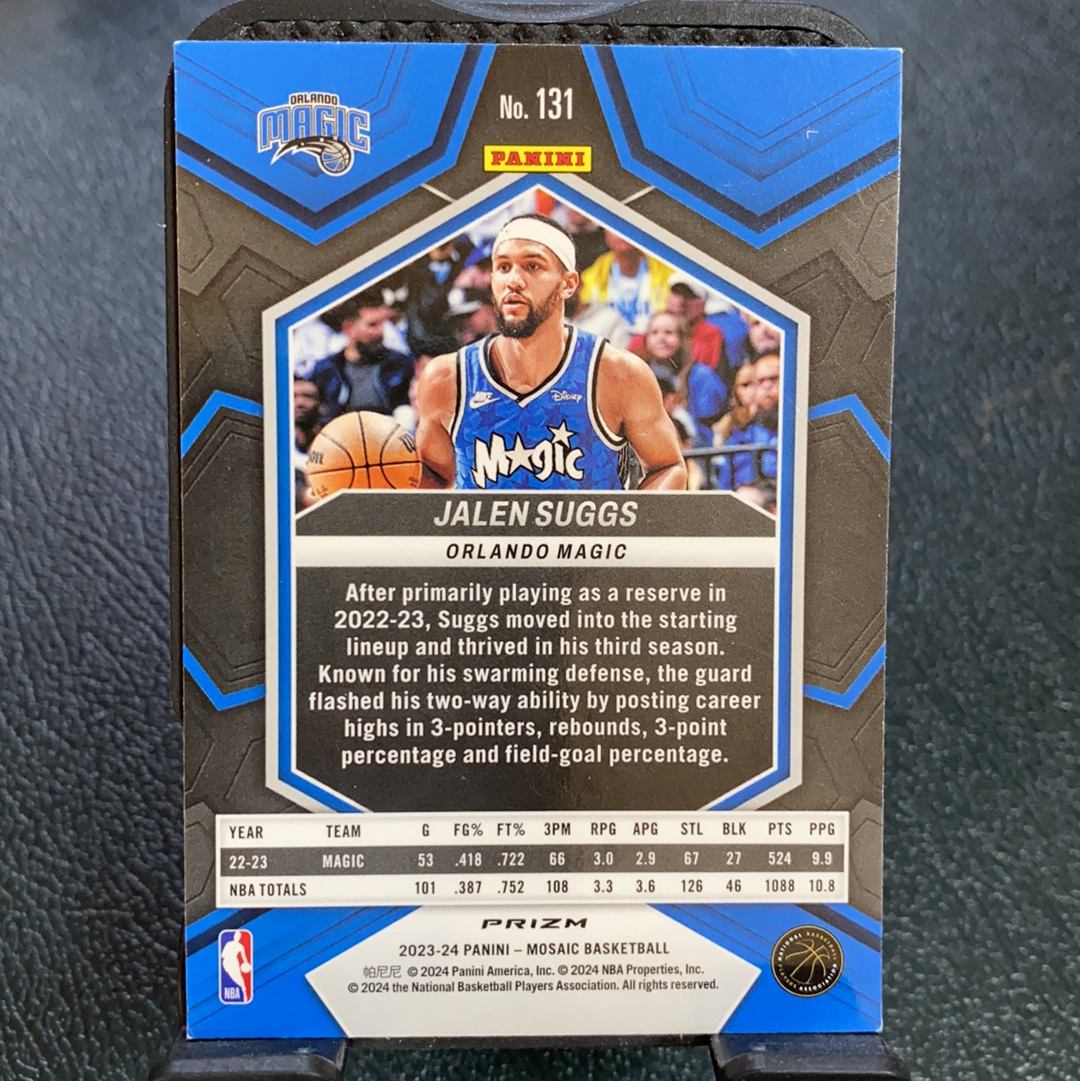 ORLANDO
MAGIC
No. 131
PANINI
Disney
Magic
JALEN SUGGS
ORLANDO MAGIC
After primarily playing as a reserve in
2022-23, Suggs moved into the starting
lineup and thrived in his third season.
Known for his swarming defense, the guard
flashed his two-way ability by posting career
highs in 3-pointers, rebounds, 3-point
percentage and field-goal percentage.
YEAR TEAM G FG% FT% 3PM RPG APG STL BLK PTS PPG
22-23 MAGIC 53 .418 .722 66 3.0 2.9 67 27 524 9.9
NBA TOTALS 101 .387 .752 108 3.3 3.6 126 46 1088 10.8
PRIZM
2023-24 PANINI – MOSAIC BASKETBALL
帕尼尼 © 2024 Panini America, Inc. © 2024 NBA Properties, Inc.
© 2024 the National Basketball Players Association. All rights reserved.
NBA
NATIONAL BASKETBALL
PLAYERS ASSOCIATION